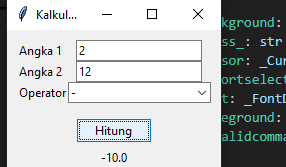 Kalkul...
Angka 1 2
Angka 2 12
Operator -
Hitung
-10.0
kground:
ss_: str
sor: _Cur
ortselect
t: _FontD
eground:
alidcomma